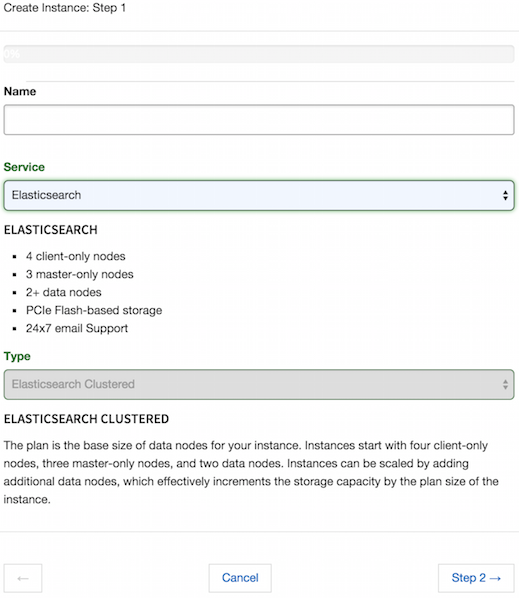 Create Instance: Step 1
0%
Name
Service
Elasticsearch
ELASTICSEARCH
4 client-only nodes
3 master-only nodes
2+ data nodes
PCIe Flash-based storage
24x7 email Support
Type
Elasticsearch Clustered
ELASTICSEARCH CLUSTERED
The plan is the base size of data nodes for your instance. Instances start with four client-only
nodes, three master-only nodes, and two data nodes. Instances can be scaled by adding
additional data nodes, which effectively increments the storage capacity by the plan size of the
instance.
← Cancel Step 2 →